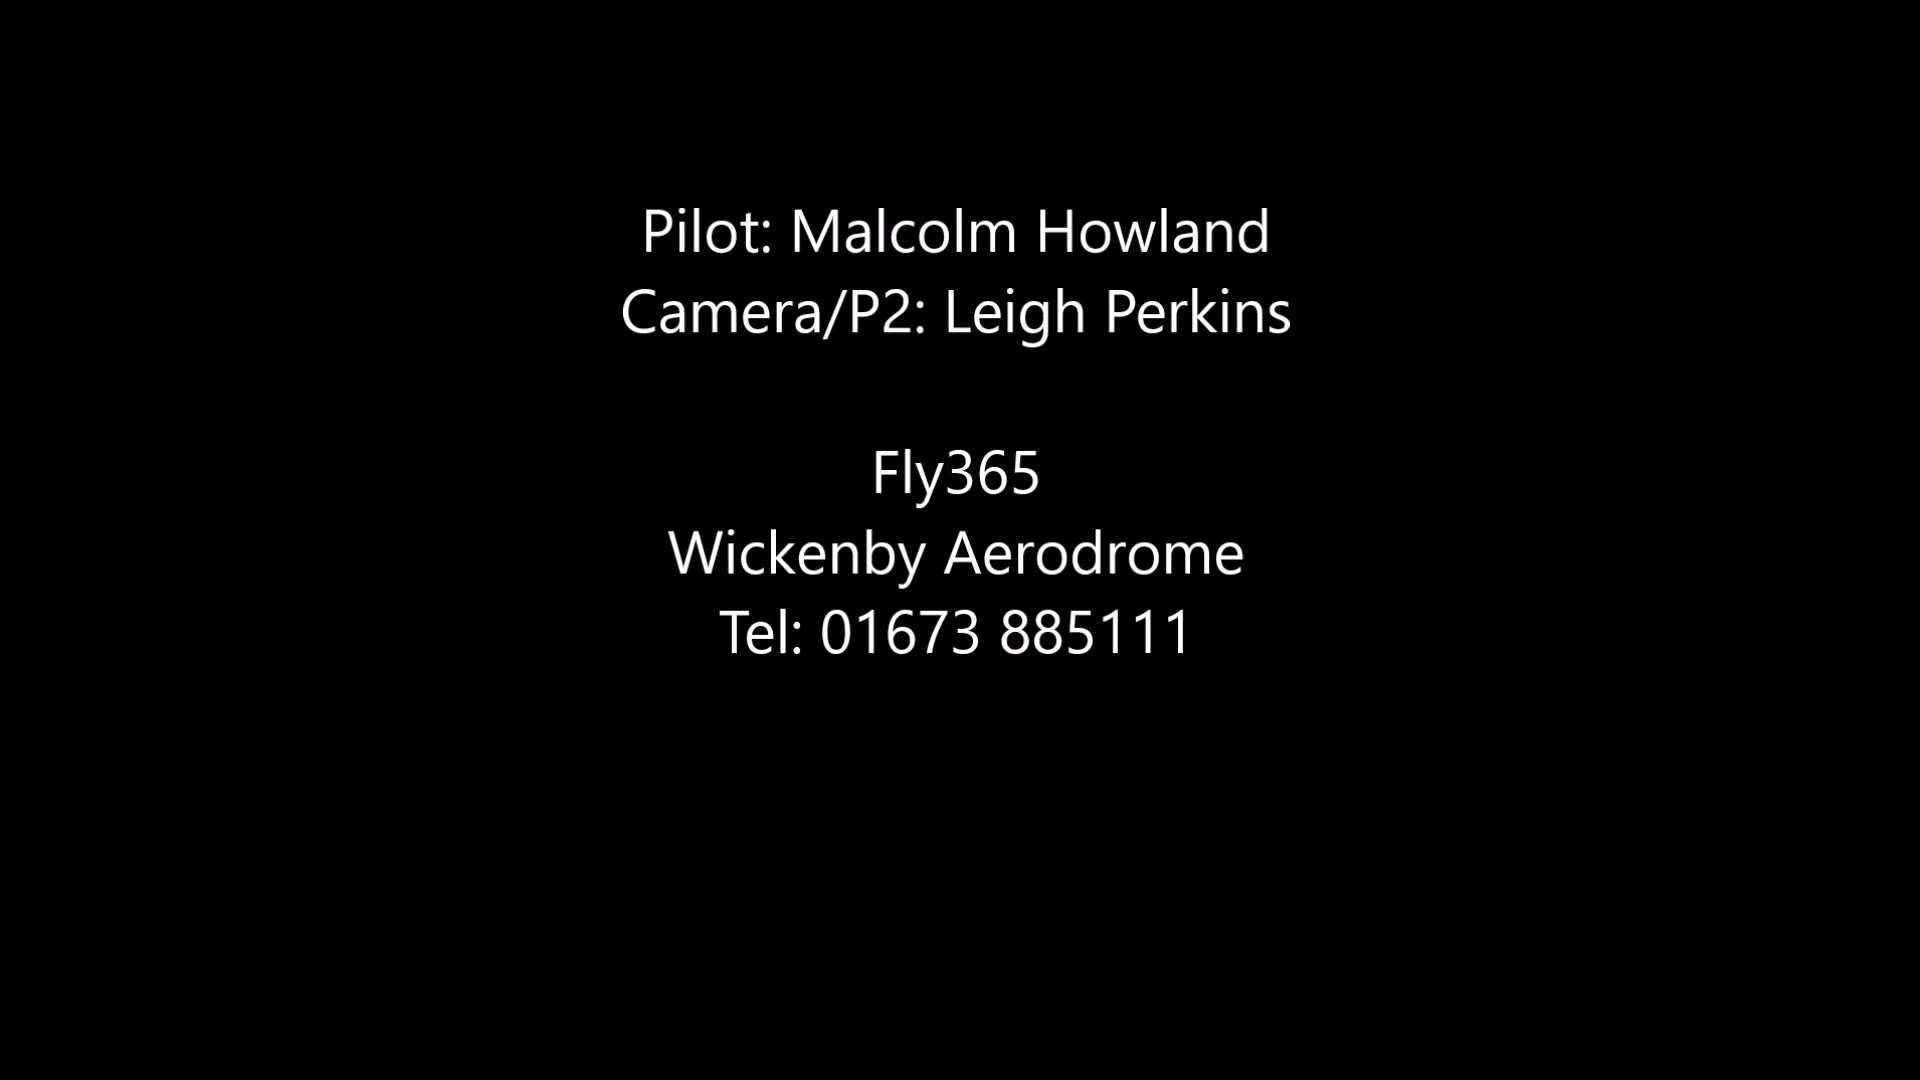 Pilot: Malcolm Howland
Camera/P2: Leigh Perkins
Fly365
Wickenby Aerodrome
Tel: 01673 885111